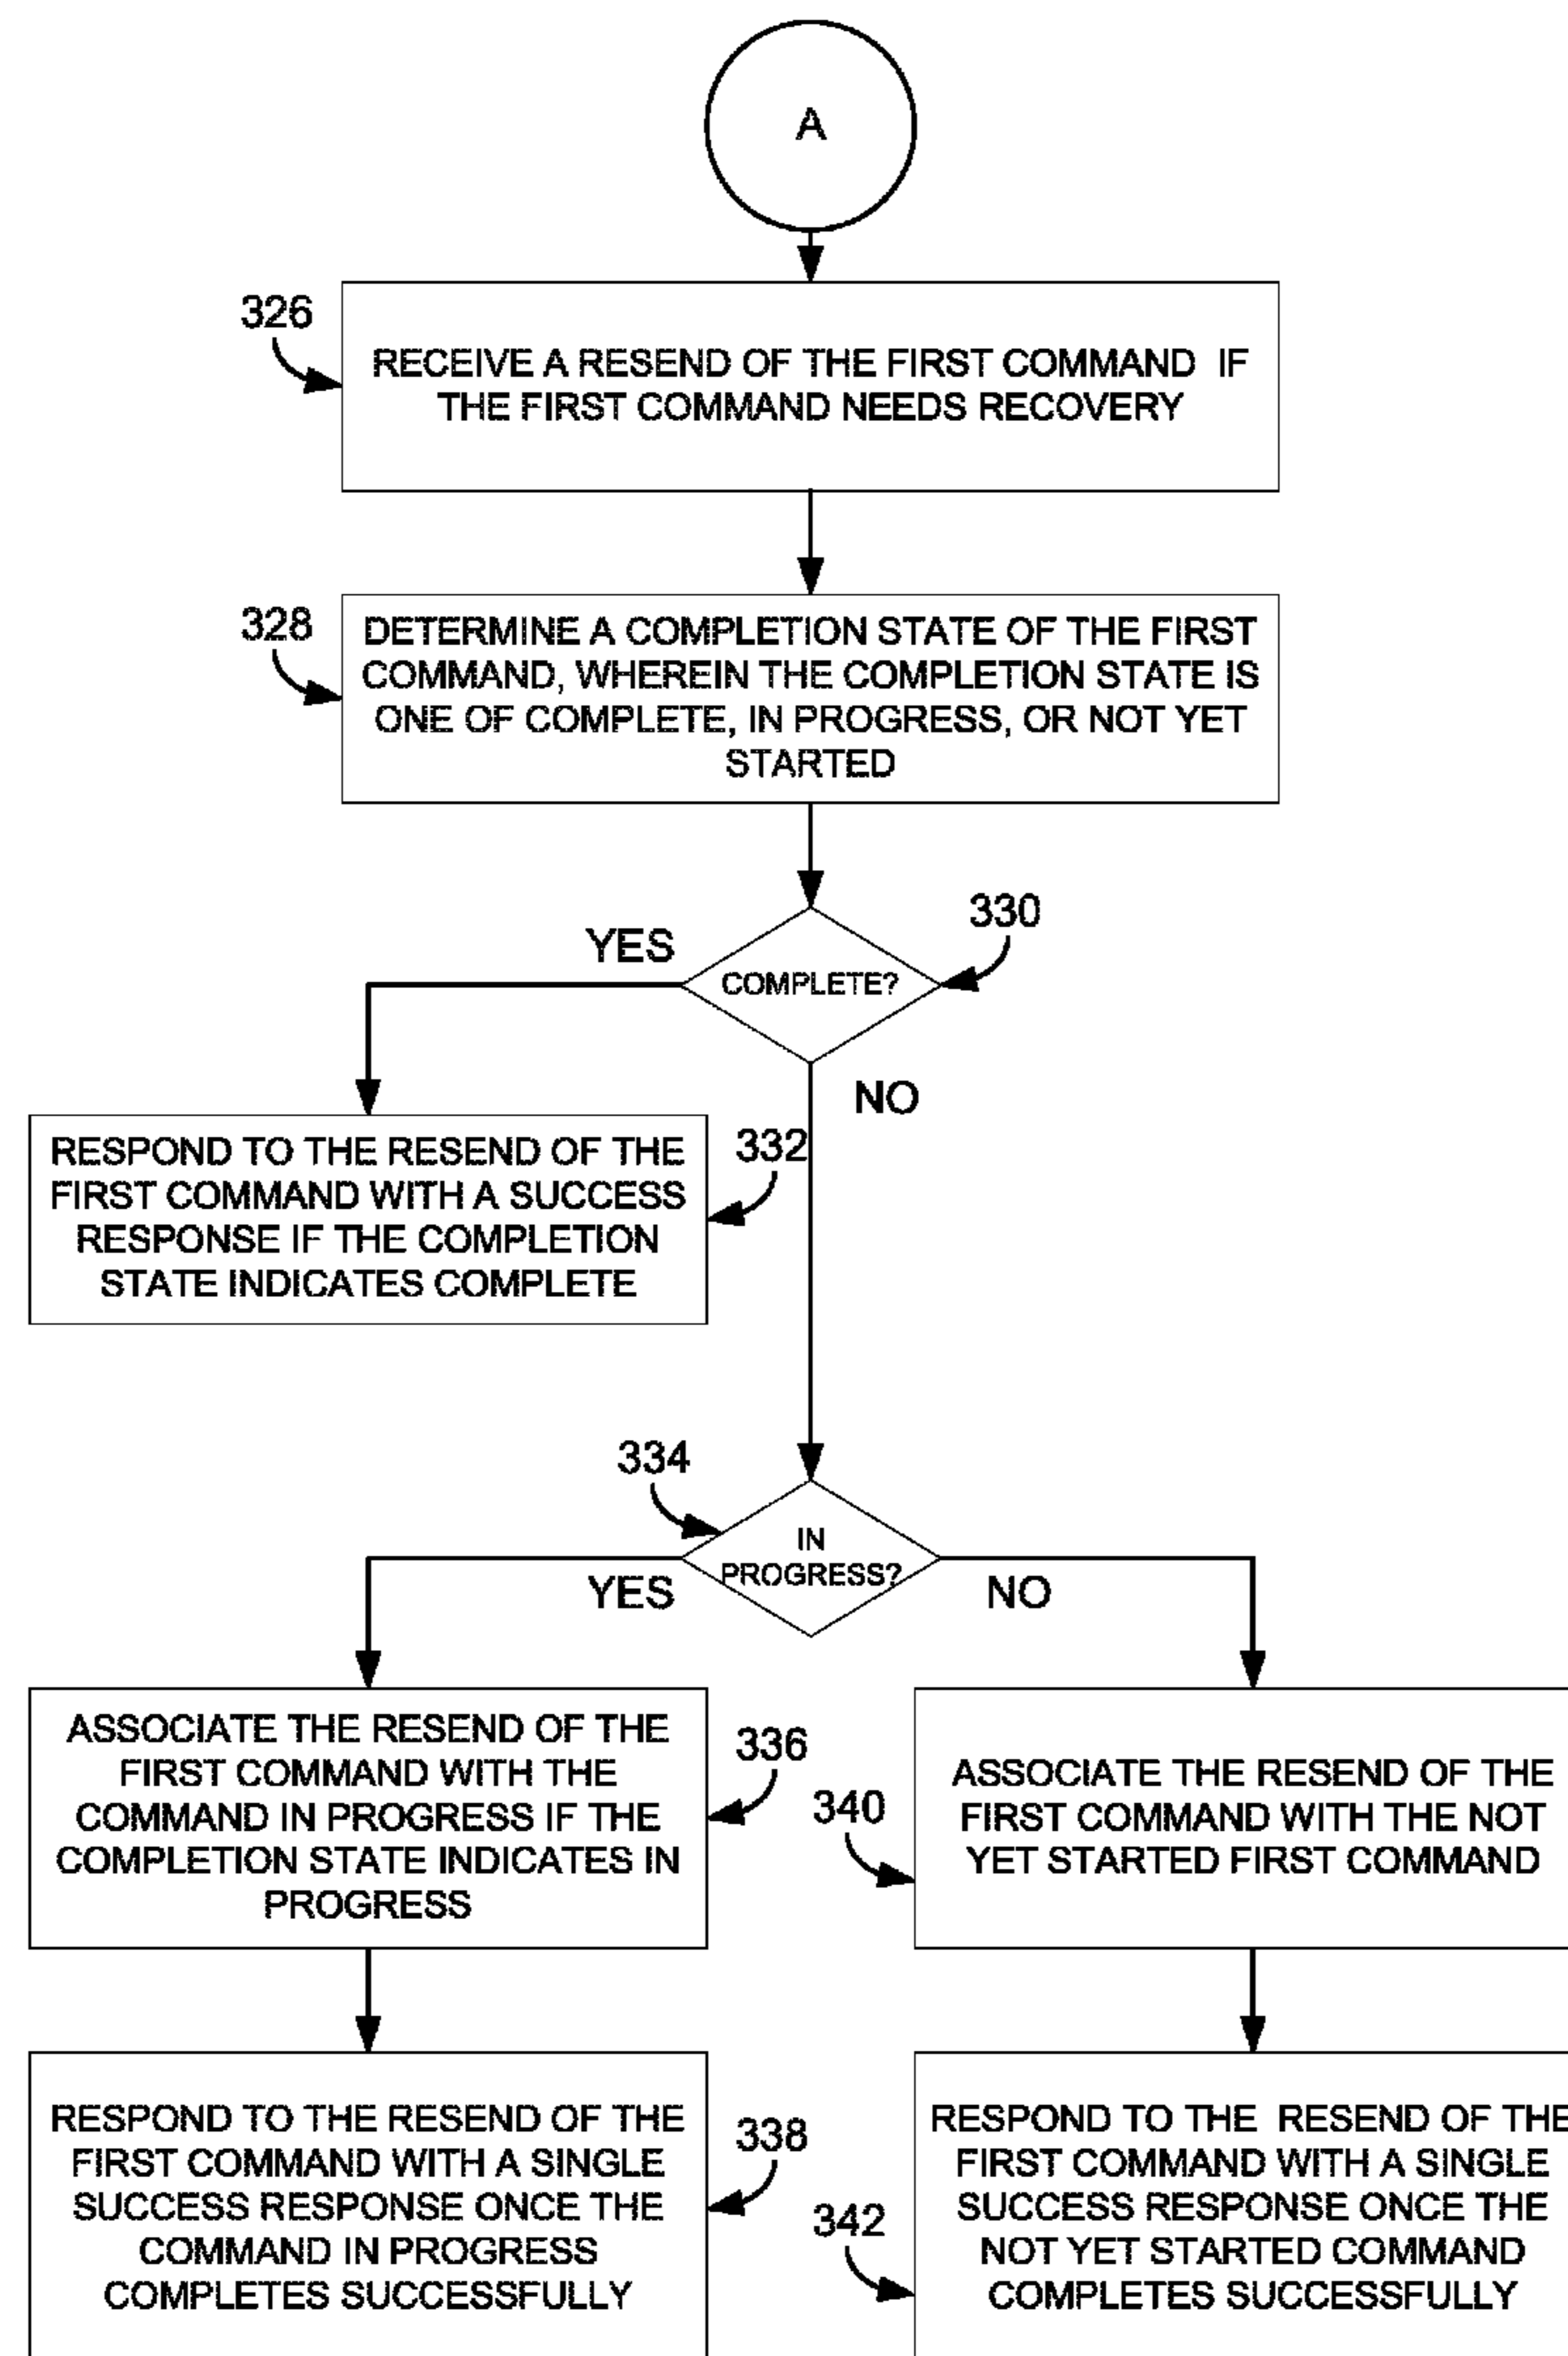 A
326
RECEIVE A RESEND OF THE FIRST COMMAND IF
THE FIRST COMMAND NEEDS RECOVERY
328
DETERMINE A COMPLETION STATE OF THE FIRST
COMMAND, WHEREIN THE COMPLETION STATE IS
ONE OF COMPLETE, IN PROGRESS, OR NOT YET
STARTED
330
YES
COMPLETE?
NO
332
RESPOND TO THE RESEND OF THE
FIRST COMMAND WITH A SUCCESS
RESPONSE IF THE COMPLETION
STATE INDICATES COMPLETE
334
IN
PROGRESS?
YES
NO
ASSOCIATE THE RESEND OF THE
FIRST COMMAND WITH THE
COMMAND IN PROGRESS IF THE
COMPLETION STATE INDICATES IN
PROGRESS
336
340
ASSOCIATE THE RESEND OF THE
FIRST COMMAND WITH THE NOT
YET STARTED FIRST COMMAND
RESPOND TO THE RESEND OF THE
FIRST COMMAND WITH A SINGLE
SUCCESS RESPONSE ONCE THE
COMMAND IN PROGRESS
COMPLETES SUCCESSFULLY
338
342
RESPOND TO THE RESEND OF THE
FIRST COMMAND WITH A SINGLE
SUCCESS RESPONSE ONCE THE
NOT YET STARTED COMMAND
COMPLETES SUCCESSFULLY